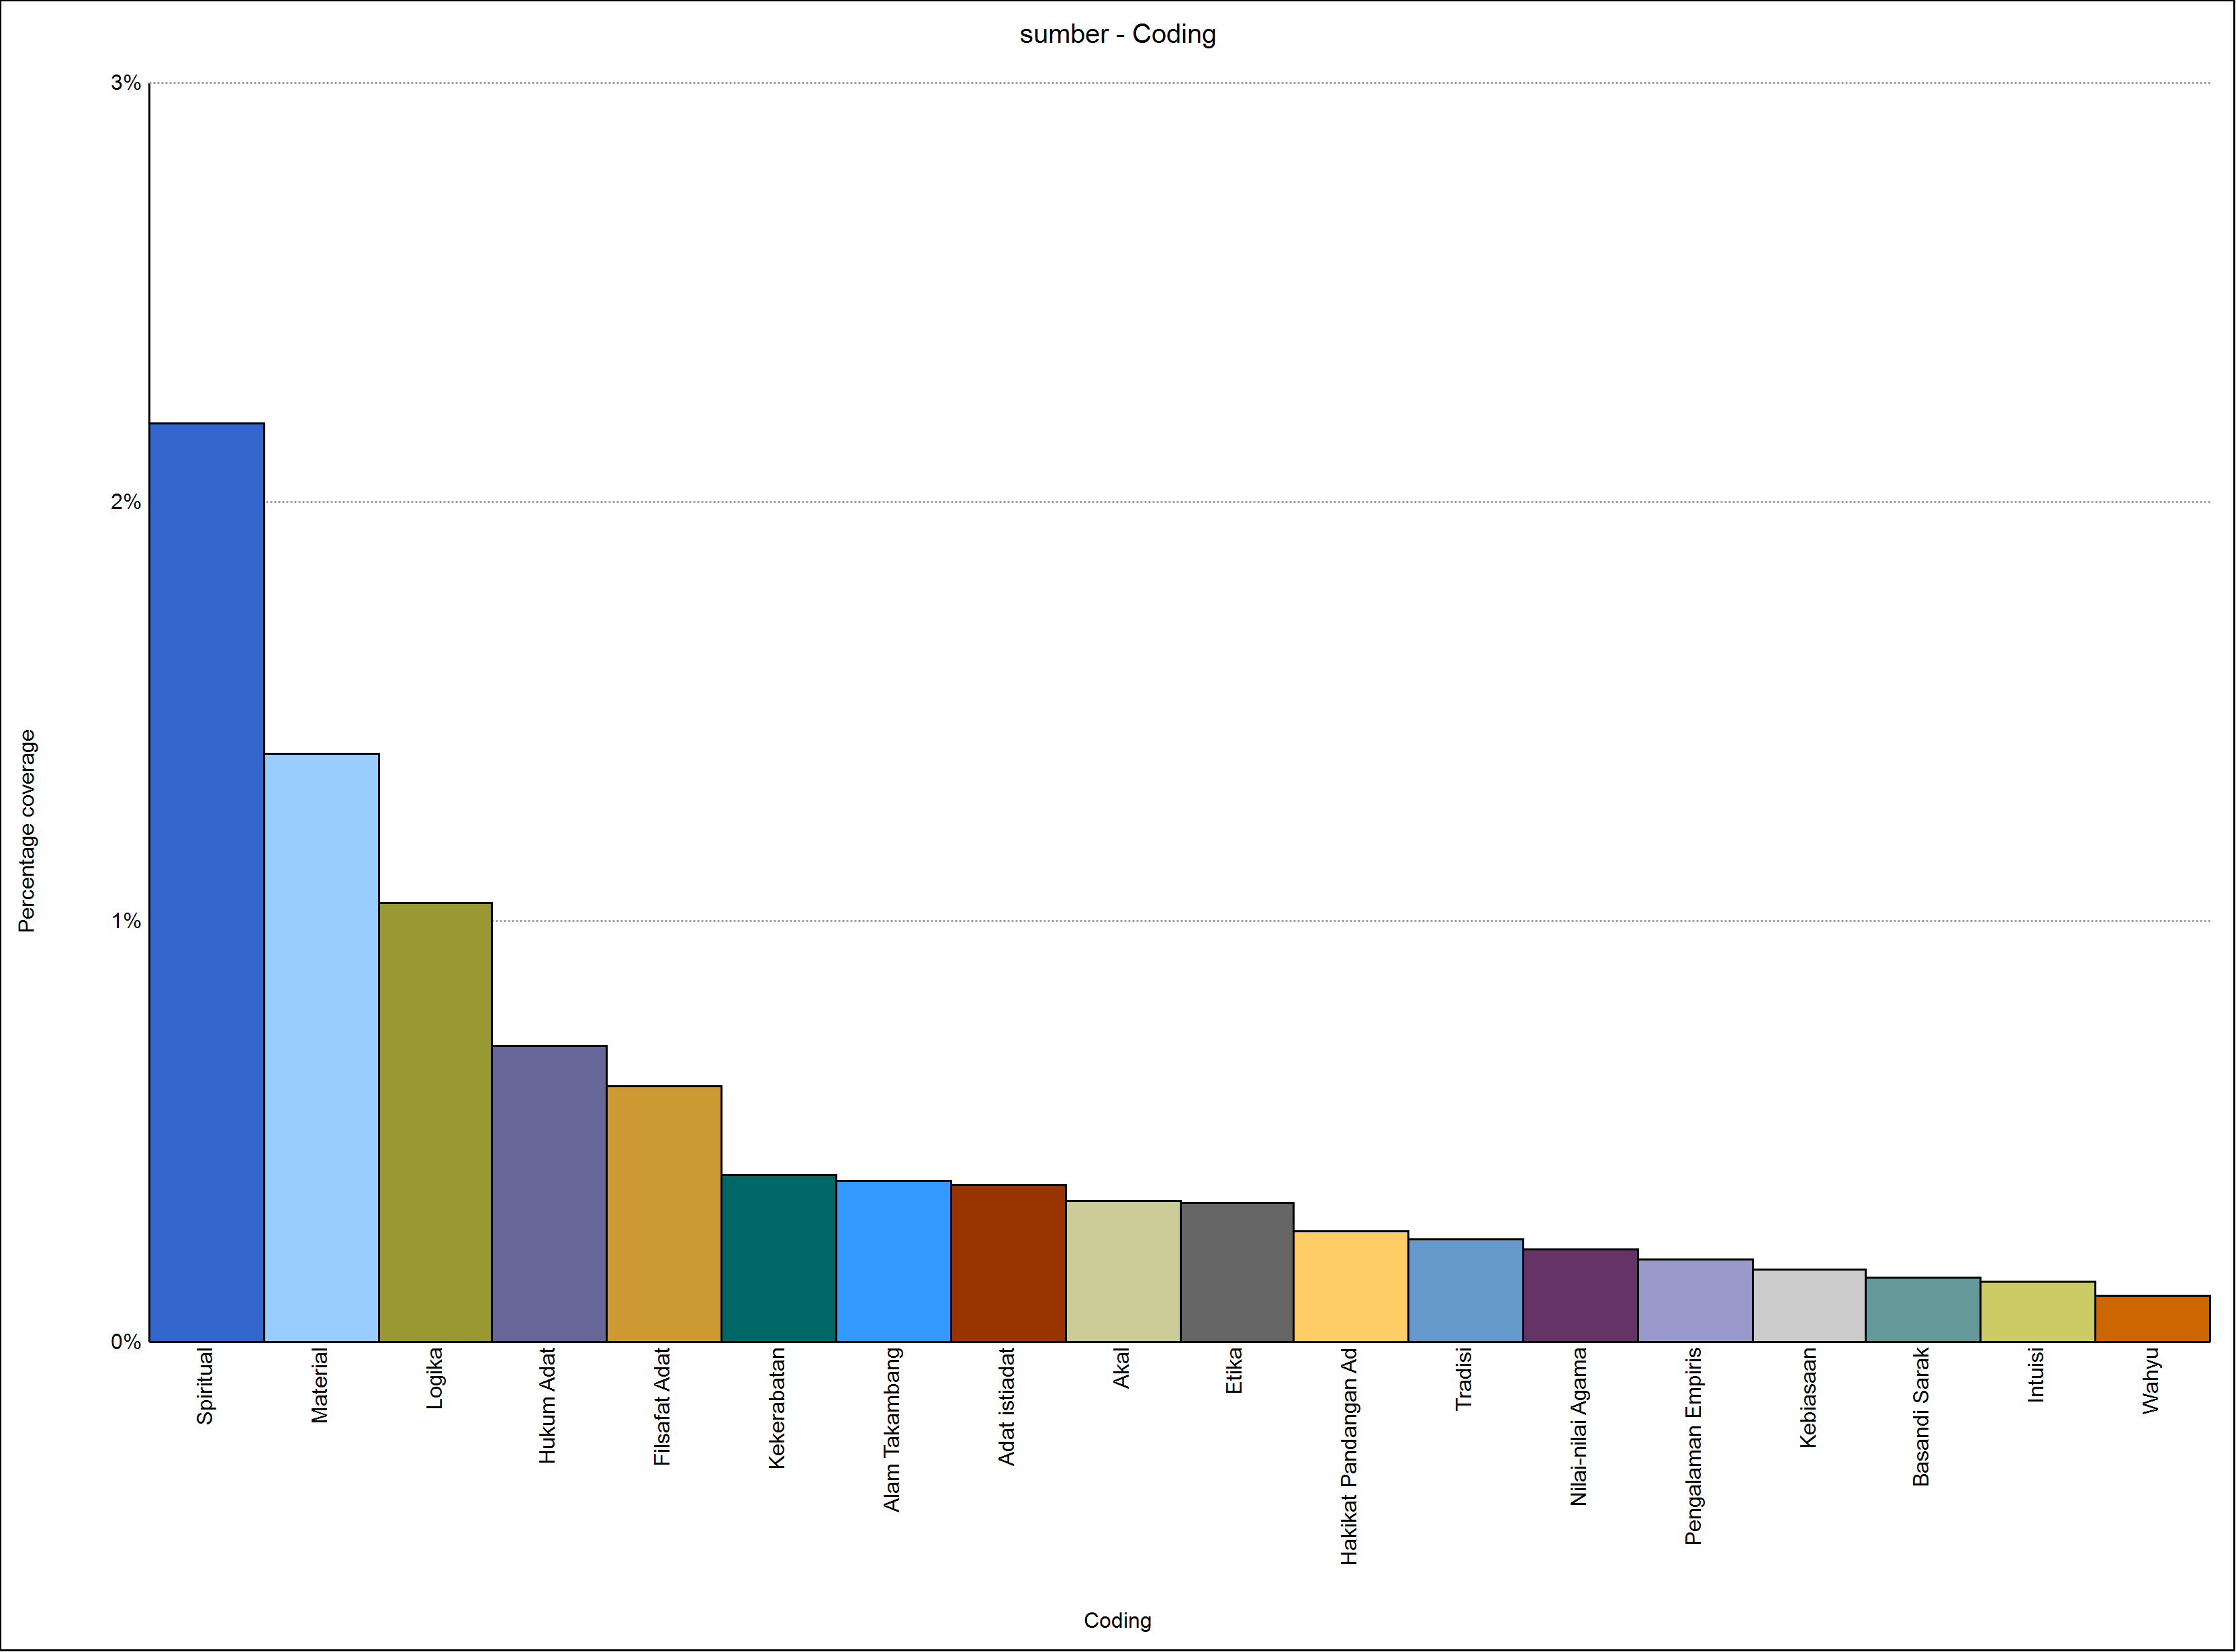 sumber - Coding
3%
2%
1%
0%
Percentage coverage
Spiritual
Material
Logika
Hukum Adat
Filsafat Adat
Kekerabatan
Alam Takambang
Adat istiadat
Akal
Etika
Hakikat Pandangan Ad
Tradisi
Nilai-nilai Agama
Pengalaman Empiris
Kebiasaan
Basandi Sarak
Intuisi
Wahyu
Coding